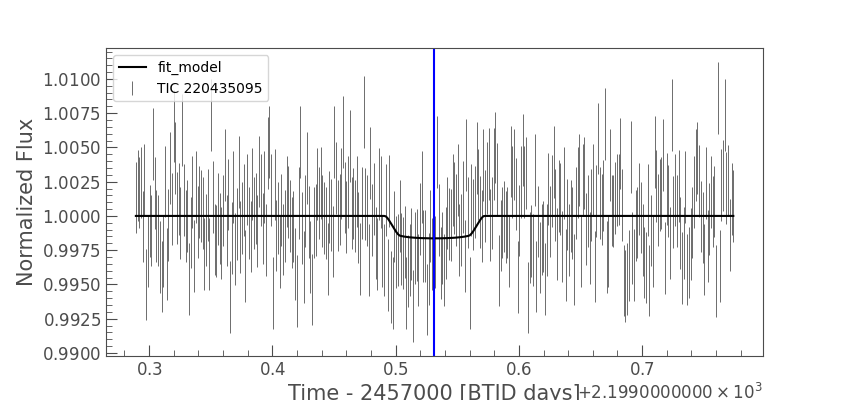 fit_model
TIC 220435095
Normalized Flux
1.0100
1.0075
1.0050
1.0025
1.0000
0.9975
0.9950
0.9925
0.9900
0.3 0.4 0.5 0.6 0.7
Time - 2457000 [BTJD days]
+2.1990000000 × 10³